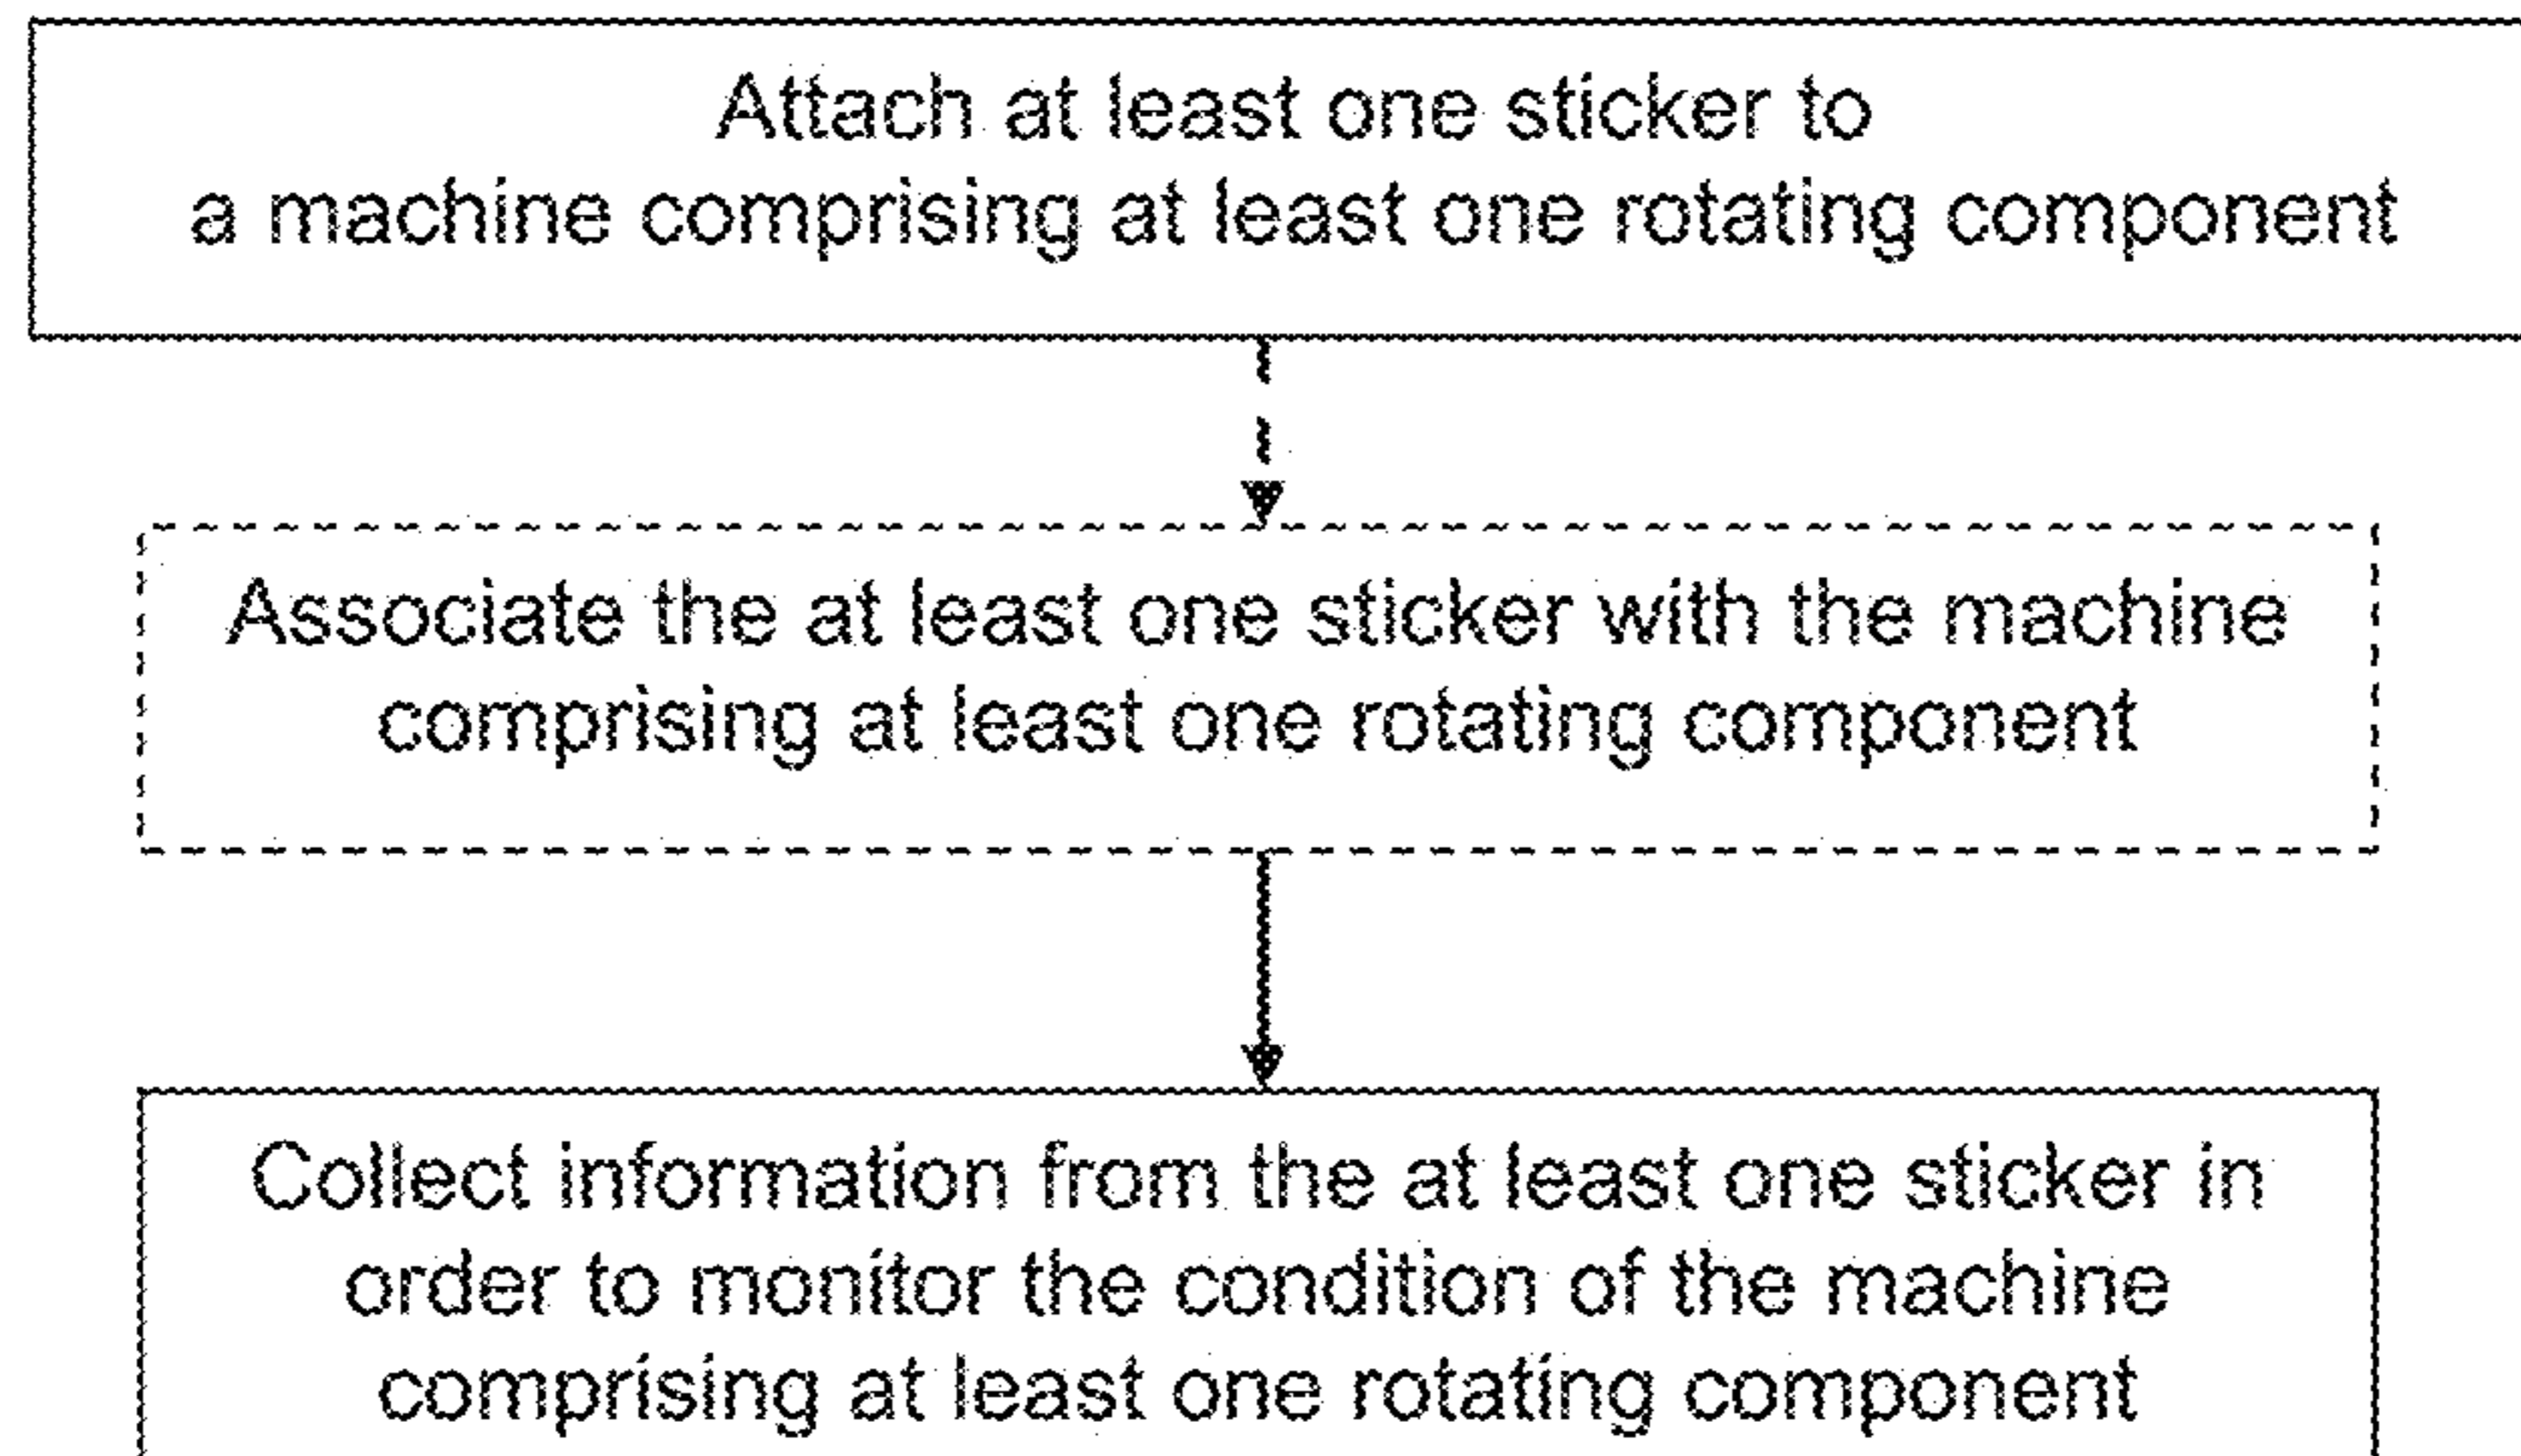 Attach at least one sticker to
a machine comprising at least one rotating component
Associate the at least one sticker with the machine
comprising at least one rotating component
Collect information from the at least one sticker in
order to monitor the condition of the machine
comprising at least one rotating component